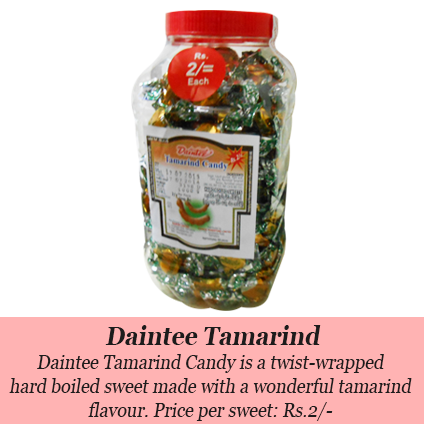 Rs.
2/=
Each
Daintee
Tamarind Candy
Daintee Tamarind
Daintee Tamarind Candy is a twist-wrapped
hard boiled sweet made with a wonderful tamarind
flavour. Price per sweet: Rs.2/-